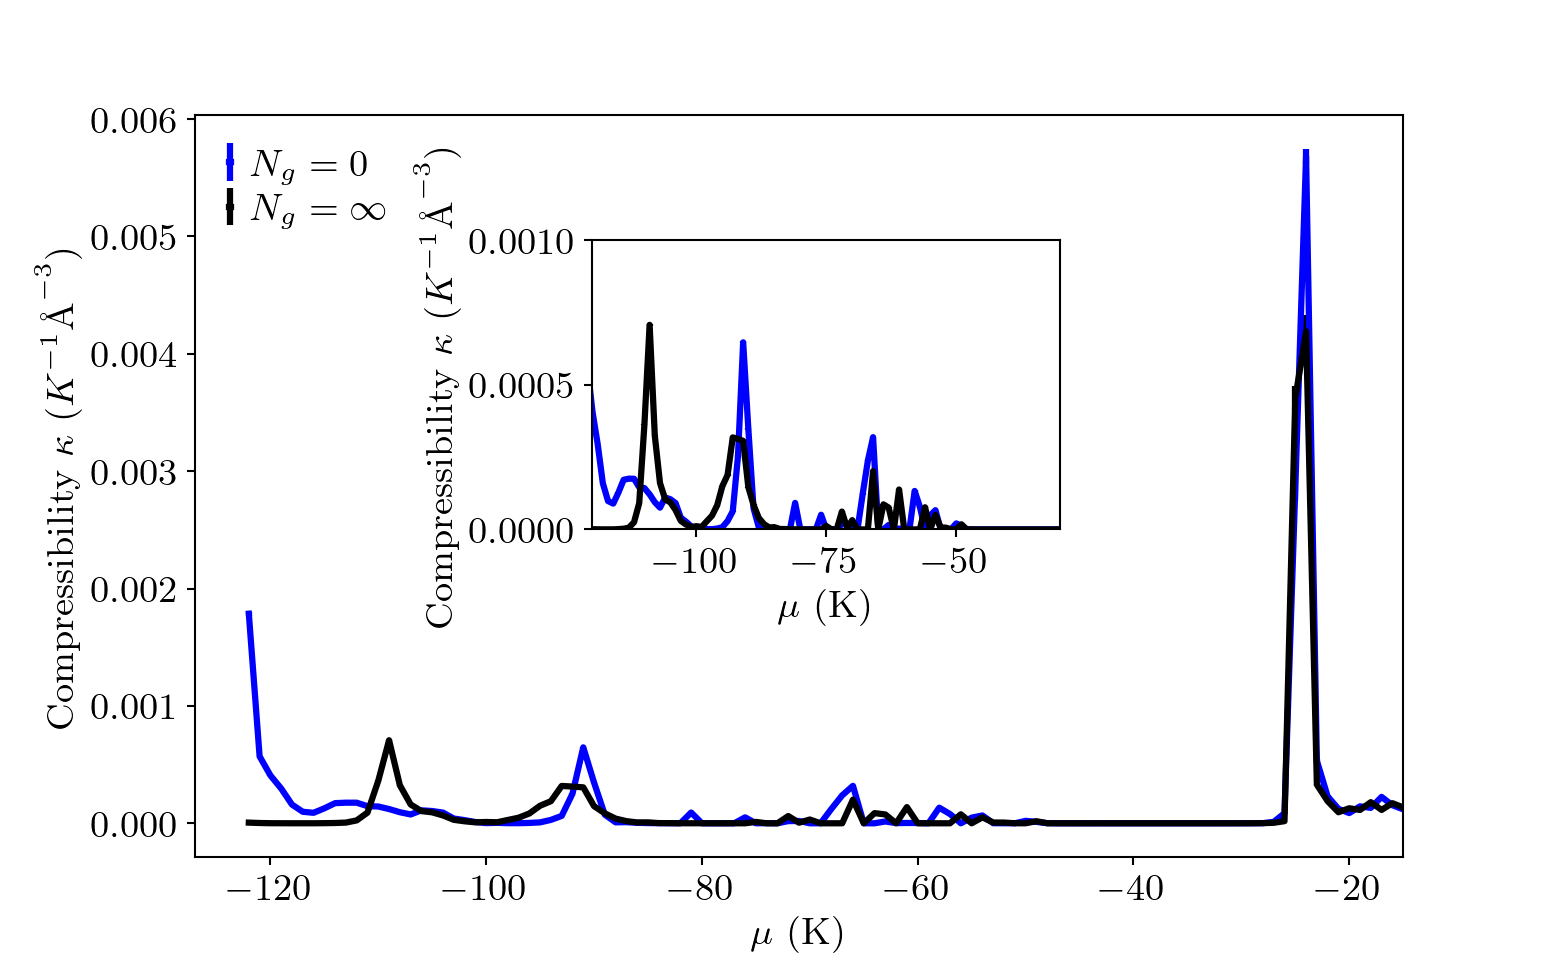 0.006
0.005
0.004
0.003
0.002
0.001
0.000
Compressibility κ (K⁻¹Å⁻³)
N_g = 0
N_g = ∞
0.0010
0.0005
0.0000
Compressibility κ (K⁻¹Å⁻³)
−100 −75 −50
μ (K)
−120 −100 −80 −60 −40 −20
μ (K)